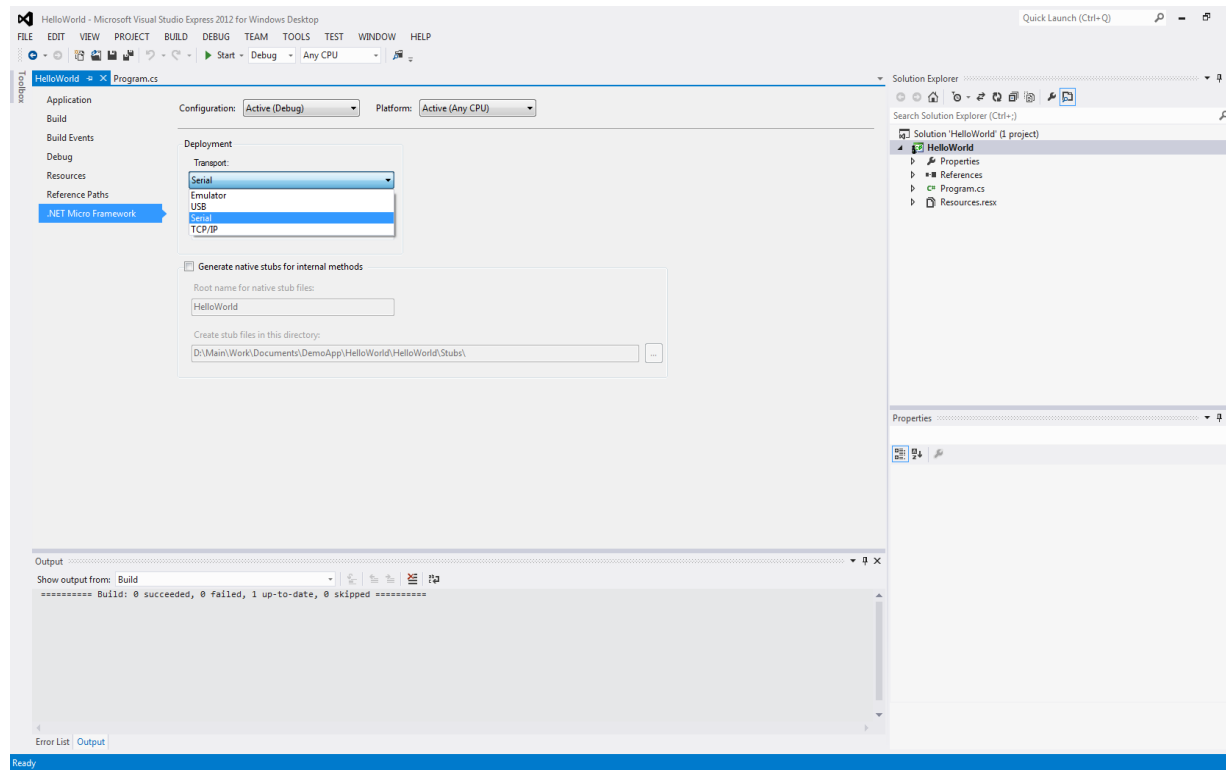 HelloWorld - Microsoft Visual Studio Express 2012 for Windows Desktop
Quick Launch (Ctrl+Q)
FILE EDIT VIEW PROJECT BUILD DEBUG TEAM TOOLS TEST WINDOW HELP
Start Debug Any CPU
Toolbox
HelloWorld Program.cs
Application
Build
Build Events
Debug
Resources
Reference Paths
.NET Micro Framework
Configuration: Active (Debug) Platform: Active (Any CPU)
Deployment
Transport:
Serial
Emulator
USB
Serial
TCP/IP
Generate native stubs for internal methods
Root name for native stub files:
HelloWorld
Create stub files in this directory:
D:\Main\Work\Documents\DemoApp\HelloWorld\HelloWorld\Stubs\
...
Solution Explorer
Search Solution Explorer (Ctrl+;)
Solution 'HelloWorld' (1 project)
HelloWorld
Properties
References
C# Program.cs
Resources.resx
Properties
Output
Show output from: Build
========== Build: 0 succeeded, 0 failed, 1 up-to-date, 0 skipped ==========
Error List Output
Ready